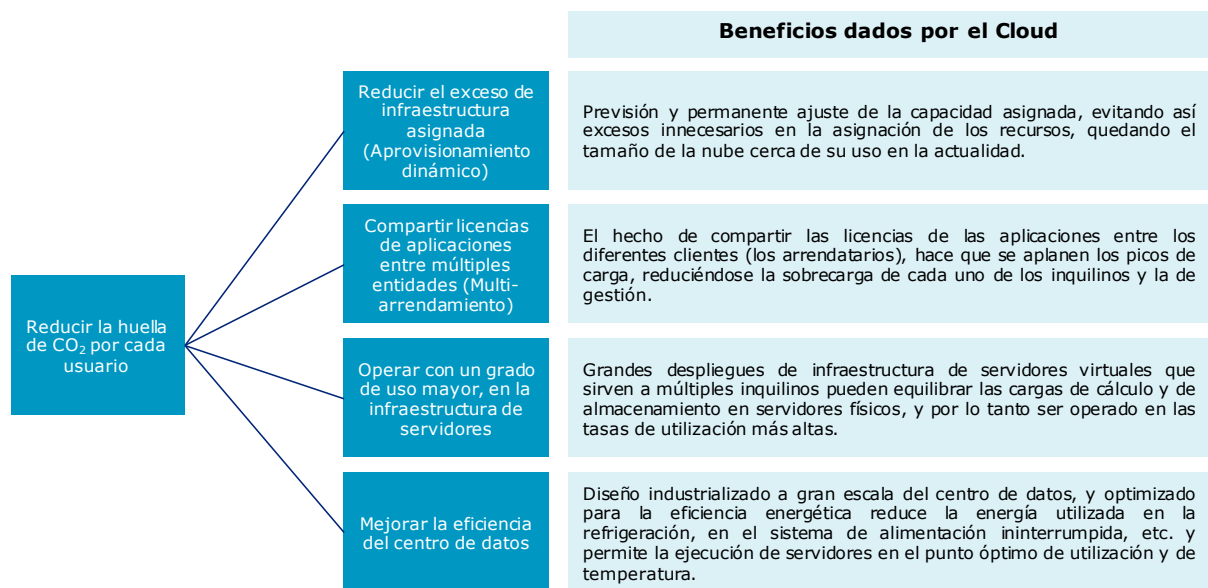 Beneficios dados por el Cloud
Reducir el exceso de
infraestructura
asignada
(Aprovisionamiento
dinámico)
Previsión y permanente ajuste de la capacidad asignada, evitando así
excesos innecesarios en la asignación de los recursos, quedando el
tamaño de la nube cerca de su uso en la actualidad.
Compartir licencias
de aplicaciones
entre múltiples
entidades (Multi-
arrendamiento)
El hecho de compartir las licencias de las aplicaciones entre los
diferentes clientes (los arrendatarios), hace que se aplanen los picos de
carga, reduciéndose la sobrecarga de cada uno de los inquilinos y la de
gestión.
Reducir la huella
de CO₂ por cada
usuario
Operar con un grado
de uso mayor, en la
infraestructura de
servidores
Grandes despliegues de infraestructura de servidores virtuales que
sirven a múltiples inquilinos pueden equilibrar las cargas de cálculo y de
almacenamiento en servidores físicos, y por lo tanto ser operado en las
tasas de utilización más altas.
Mejorar la eficiencia
del centro de datos
Diseño industrializado a gran escala del centro de datos, y optimizado
para la eficiencia energética reduce la energía utilizada en la
refrigeración, en el sistema de alimentación ininterrumpida, etc. y
permite la ejecución de servidores en el punto óptimo de utilización y de
temperatura.